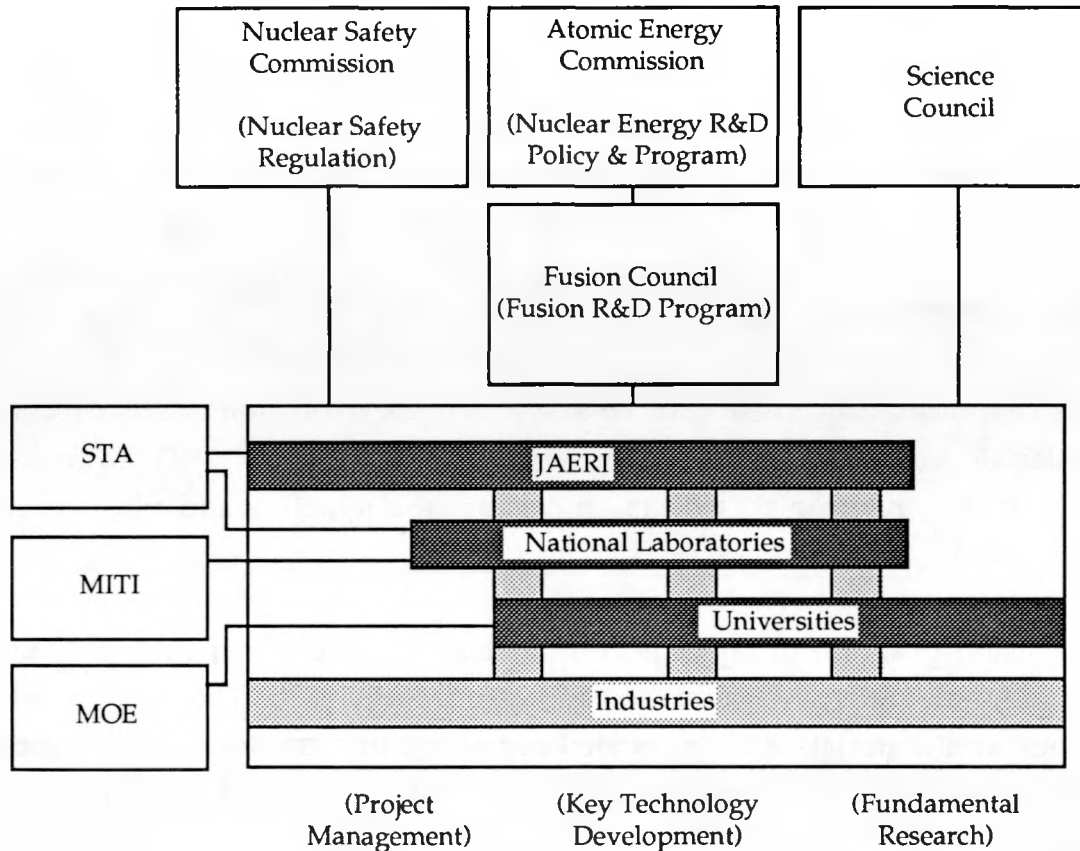 Nuclear Safety
Commission
(Nuclear Safety
Regulation)
Atomic Energy
Commission
(Nuclear Energy R&D
Policy & Program)
Science
Council
Fusion Council
(Fusion R&D Program)
STA
MITI
MOE
JAERI
National Laboratories
Universities
Industries
(Project
Management)
(Key Technology
Development)
(Fundamental
Research)